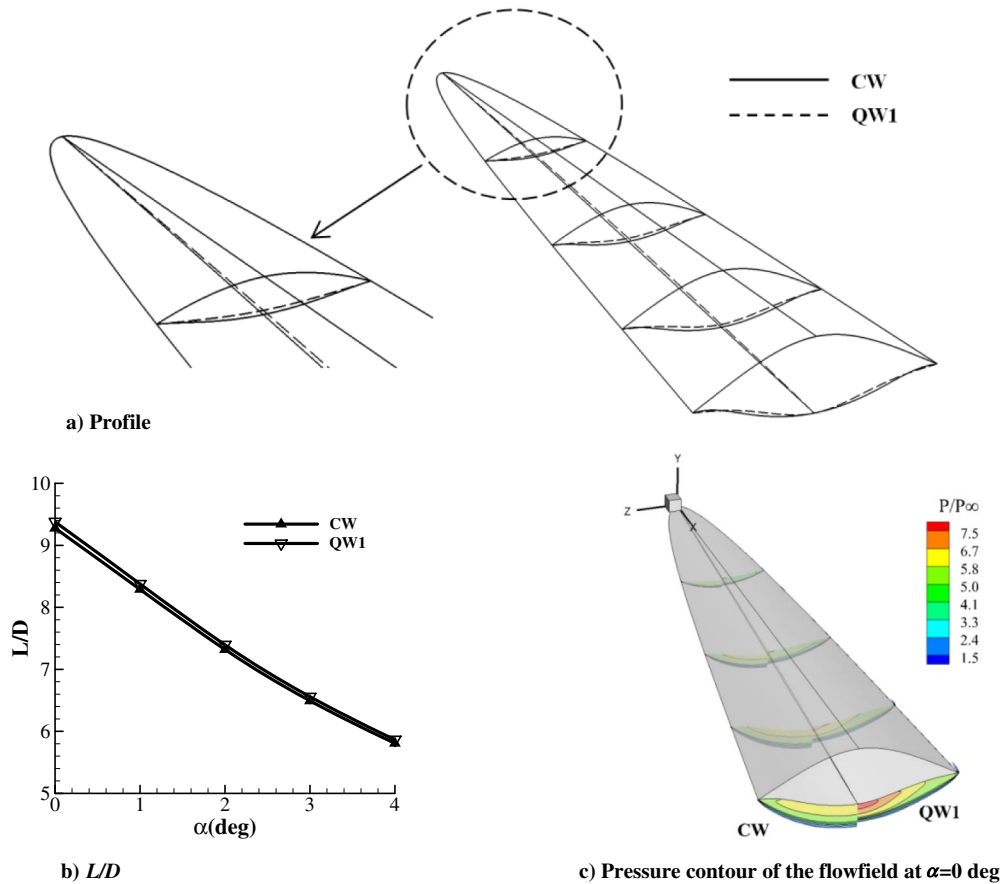 CW
QW1
a) Profile
10
9
8
7
6
5
L/D
CW
QW1
0 1 2 3 4
α(deg)
b) L/D
Y
Z
X
P/P∞
7.5
6.7
5.8
5.0
4.1
3.3
2.4
1.5
CW
QW1
c) Pressure contour of the flowfield at α=0 deg